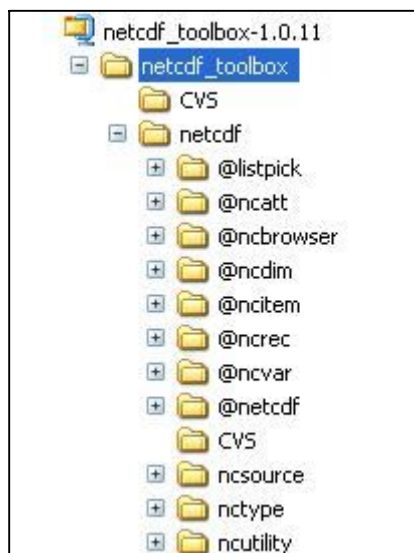 netcdf_toolbox-1.0.11
netcdf_toolbox
CVS
netcdf
@listpick
@ncatt
@ncbrowser
@ncdim
@ncitem
@ncrec
@ncvar
@netcdf
CVS
ncsource
nctype
ncutility